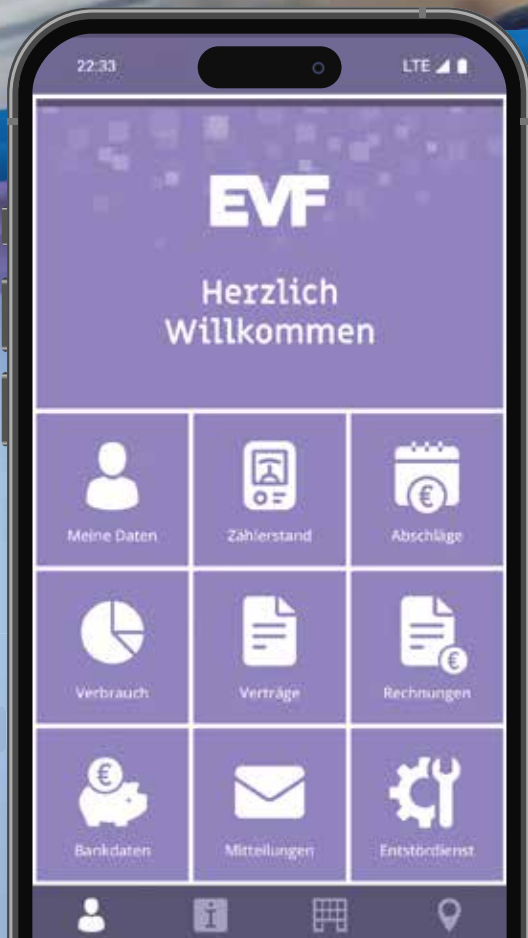 22:33
LTE
EVF
Herzlich
Willkommen
Meine Daten
Zählerstand
Abschläge
Verbrauch
Verträge
Rechnungen
Bankdaten
Mitteilungen
Entstördienst